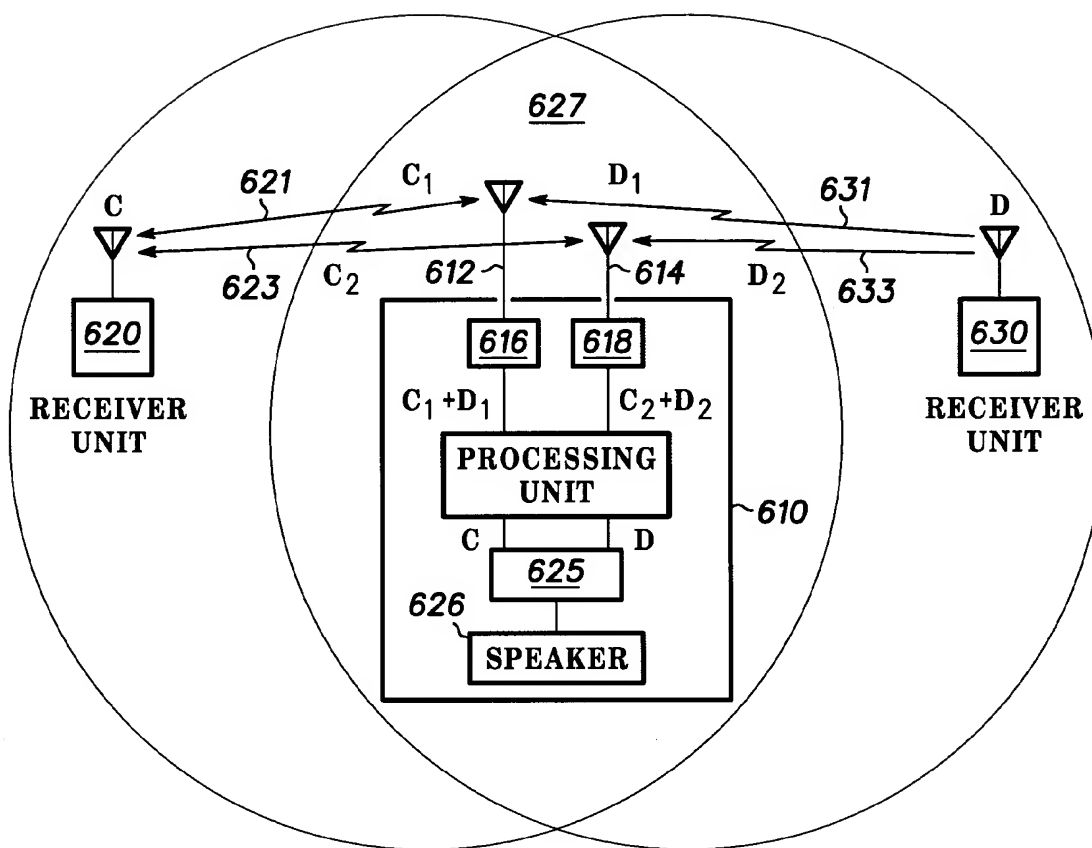 627
621
C1
D1
631
C
D
623
C2
612
614
D2
633
620
616
618
630
RECEIVER
UNIT
C1+D1
C2+D2
RECEIVER
UNIT
PROCESSING
UNIT
610
C
D
625
626
SPEAKER